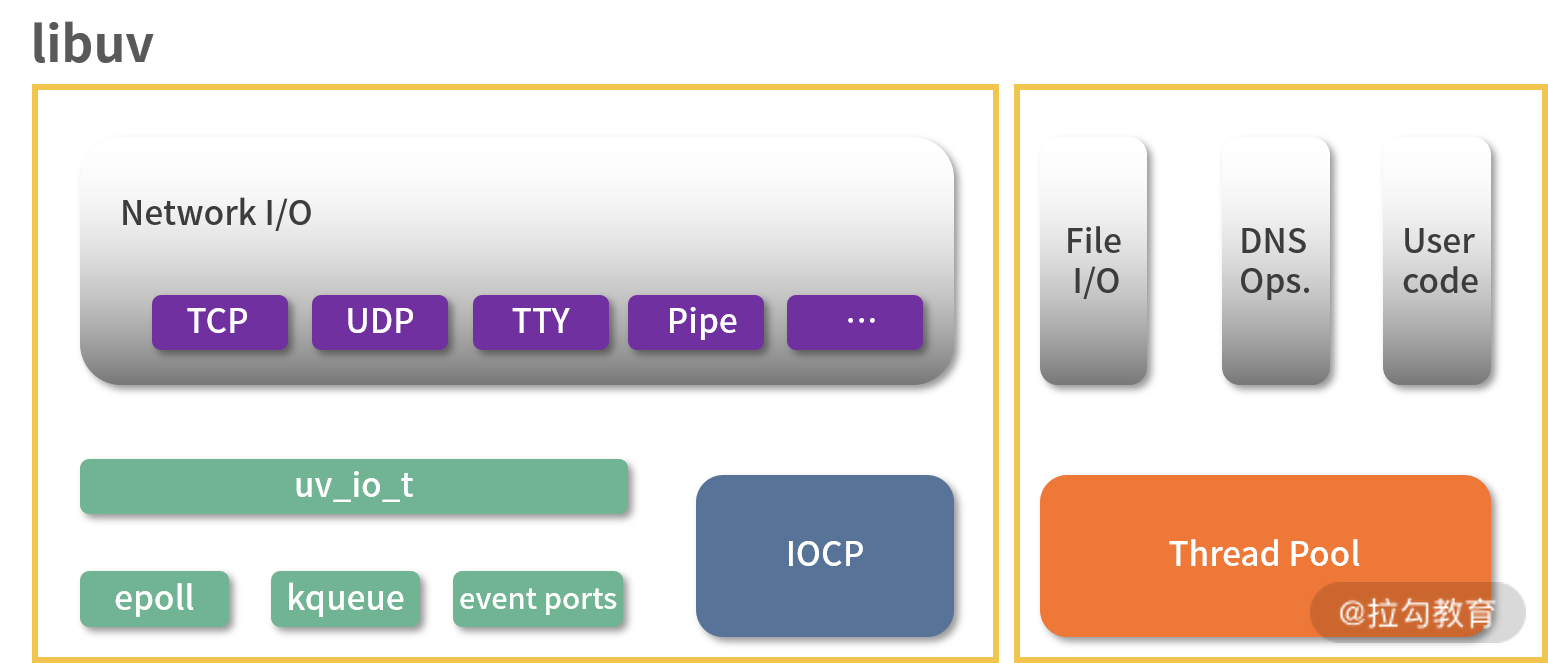 libuv
Network I/O
TCP
UDP
TTY
Pipe
…
uv_io_t
epoll
kqueue
event ports
IOCP
File
I/O
DNS
Ops.
User
code
Thread Pool
@拉勾教育